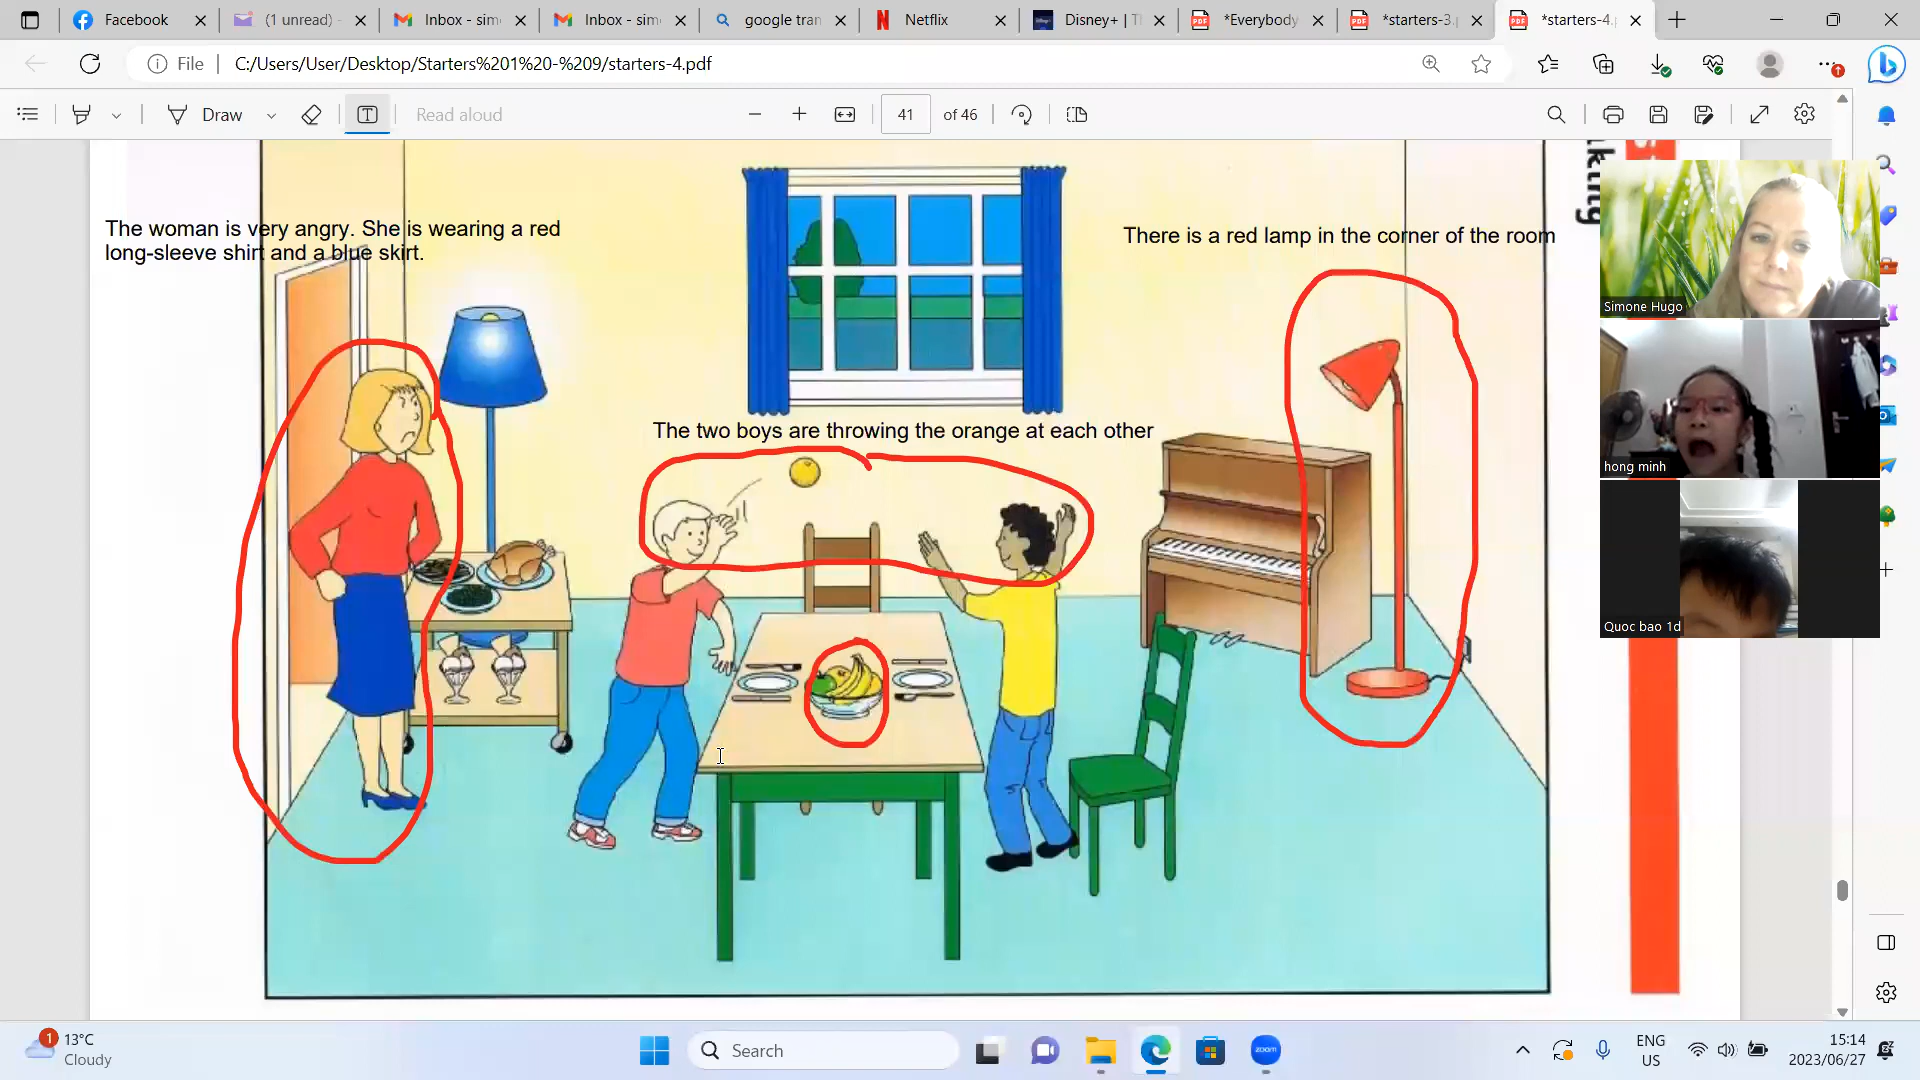 Facebook
(1 unread) -
Inbox - sim
Inbox - sim
google tran
Netflix
Disney+ | T
*Everybody
*starters-3.p
*starters-4.p
File
C:/Users/User/Desktop/Starters%201%20-%209/starters-4.pdf
Draw
T
Read aloud
41
of 46
The woman is very angry. She is wearing a red
long-sleeve shirt and a blue skirt.
There is a red lamp in the corner of the room
The two boys are throwing the orange at each other
Simone Hugo
hong minh
Quoc bao 1d
1
13°C
Cloudy
Search
zoom
ENG
US
15:14
2023/06/27